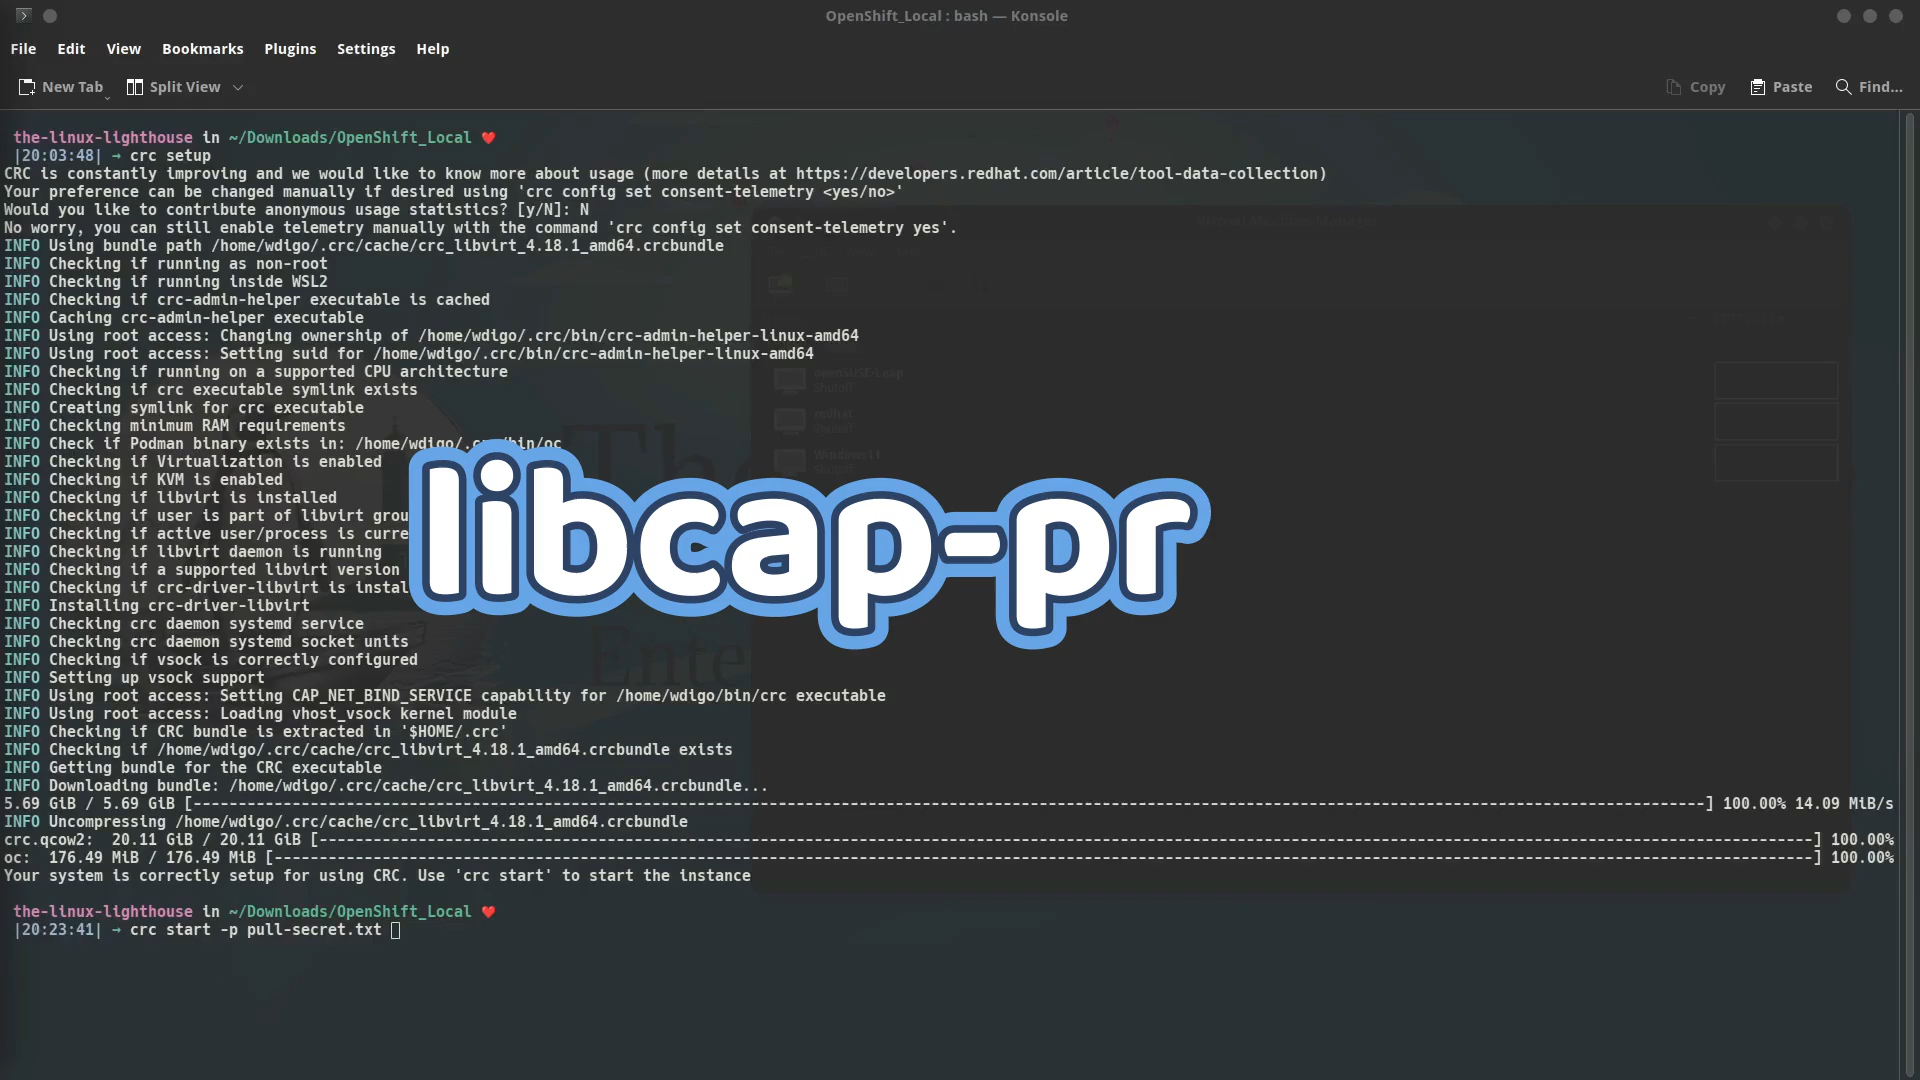 OpenShift_Local : bash — Konsole
File Edit View Bookmarks Plugins Settings Help
New Tab Split View Copy Paste Find...
the-linux-lighthouse in ~/Downloads/OpenShift_Local ❤️
|20:03:48| → crc setup
CRC is constantly improving and we would like to know more about usage (more details at https://developers.redhat.com/article/tool-data-collection)
Your preference can be changed manually if desired using 'crc config set consent-telemetry <yes/no>'
Would you like to contribute anonymous usage statistics? [y/N]: N
No worry, you can still enable telemetry manually with the command 'crc config set consent-telemetry yes'.
INFO Using bundle path /home/wdigo/.crc/cache/crc_libvirt_4.18.1_amd64.crcbundle
INFO Checking if running as non-root
INFO Checking if running inside WSL2
INFO Checking if crc-admin-helper executable is cached
INFO Caching crc-admin-helper executable
INFO Using root access: Changing ownership of /home/wdigo/.crc/bin/crc-admin-helper-linux-amd64
INFO Using root access: Setting suid for /home/wdigo/.crc/bin/crc-admin-helper-linux-amd64
INFO Checking if running on a supported CPU architecture
INFO Checking if crc executable symlink exists
INFO Creating symlink for crc executable
INFO Checking minimum RAM requirements
INFO Check if Podman binary exists in: /home/wdigo/.crc/bin/oc
INFO Checking if Virtualization is enabled
INFO Checking if KVM is enabled
INFO Checking if libvirt is installed
INFO Checking if user is part of libvirt grou
INFO Checking if active user/process is curre
INFO Checking if libvirt daemon is running
INFO Checking if a supported libvirt version
INFO Checking if crc-driver-libvirt is instal
INFO Installing crc-driver-libvirt
INFO Checking crc daemon systemd service
INFO Checking crc daemon systemd socket units
INFO Checking if vsock is correctly configured
INFO Setting up vsock support
INFO Using root access: Setting CAP_NET_BIND_SERVICE capability for /home/wdigo/bin/crc executable
INFO Using root access: Loading vhost_vsock kernel module
INFO Checking if CRC bundle is extracted in '$HOME/.crc'
INFO Checking if /home/wdigo/.crc/cache/crc_libvirt_4.18.1_amd64.crcbundle exists
INFO Getting bundle for the CRC executable
INFO Downloading bundle: /home/wdigo/.crc/cache/crc_libvirt_4.18.1_amd64.crcbundle...
5.69 GiB / 5.69 GiB [---] 100.00% 14.09 MiB/s
INFO Uncompressing /home/wdigo/.crc/cache/crc_libvirt_4.18.1_amd64.crcbundle
crc.qcow2: 20.11 GiB / 20.11 GiB [---] 100.00%
oc: 176.49 MiB / 176.49 MiB [---] 100.00%
Your system is correctly setup for using CRC. Use 'crc start' to start the instance
the-linux-lighthouse in ~/Downloads/OpenShift_Local ❤️
|20:23:41| → crc start -p pull-secret.txt
libcap-pr
openSUSE-Leap
Shutoff
redhat
Shutoff
Windows11
Shutoff
The
Ente